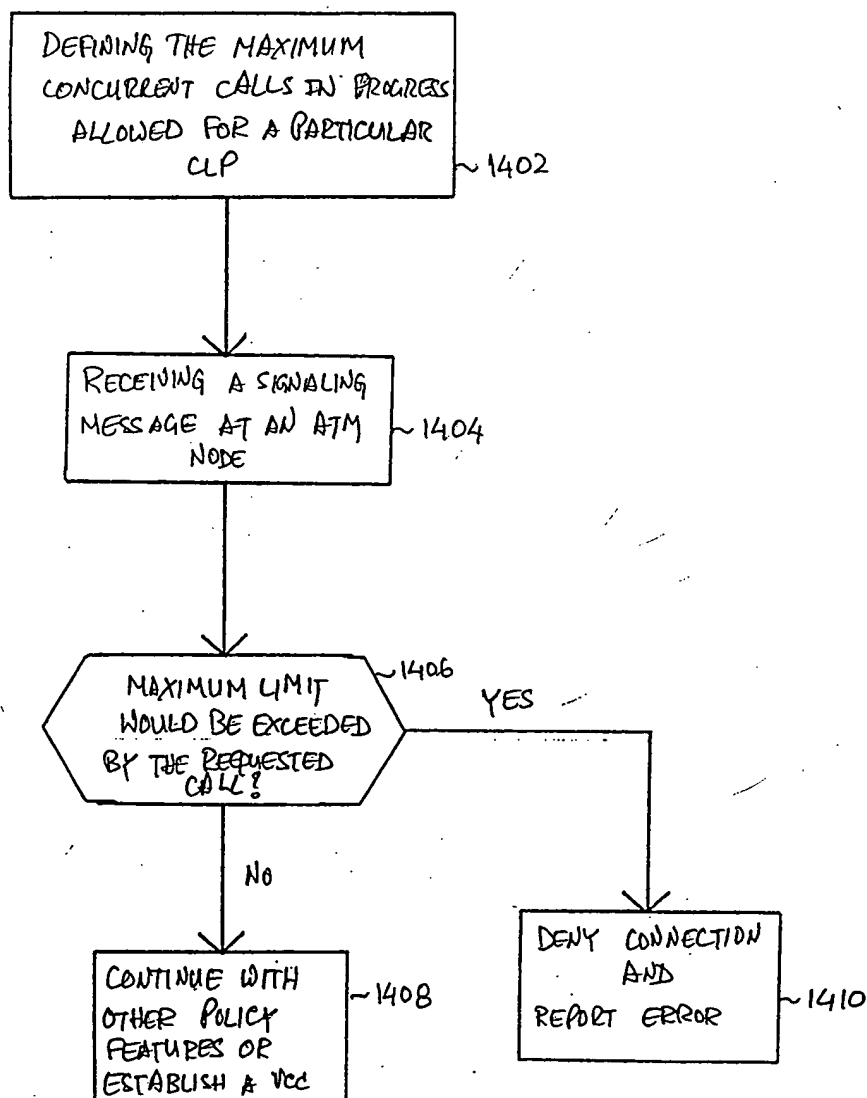 DEFINING THE MAXIMUM
CONCURRENT CALLS IN PROGRESS
ALLOWED FOR A PARTICULAR
CLP
~1402
RECEIVING A SIGNALING
MESSAGE AT AN ATM
NODE
~1404
~1406
MAXIMUM LIMIT
WOULD BE EXCEEDED
BY THE REQUESTED
CALL?
YES
NO
CONTINUE WITH
OTHER POLICY
FEATURES OR
ESTABLISH A VCC
~1408
DENY CONNECTION
AND
REPORT ERROR
~1410